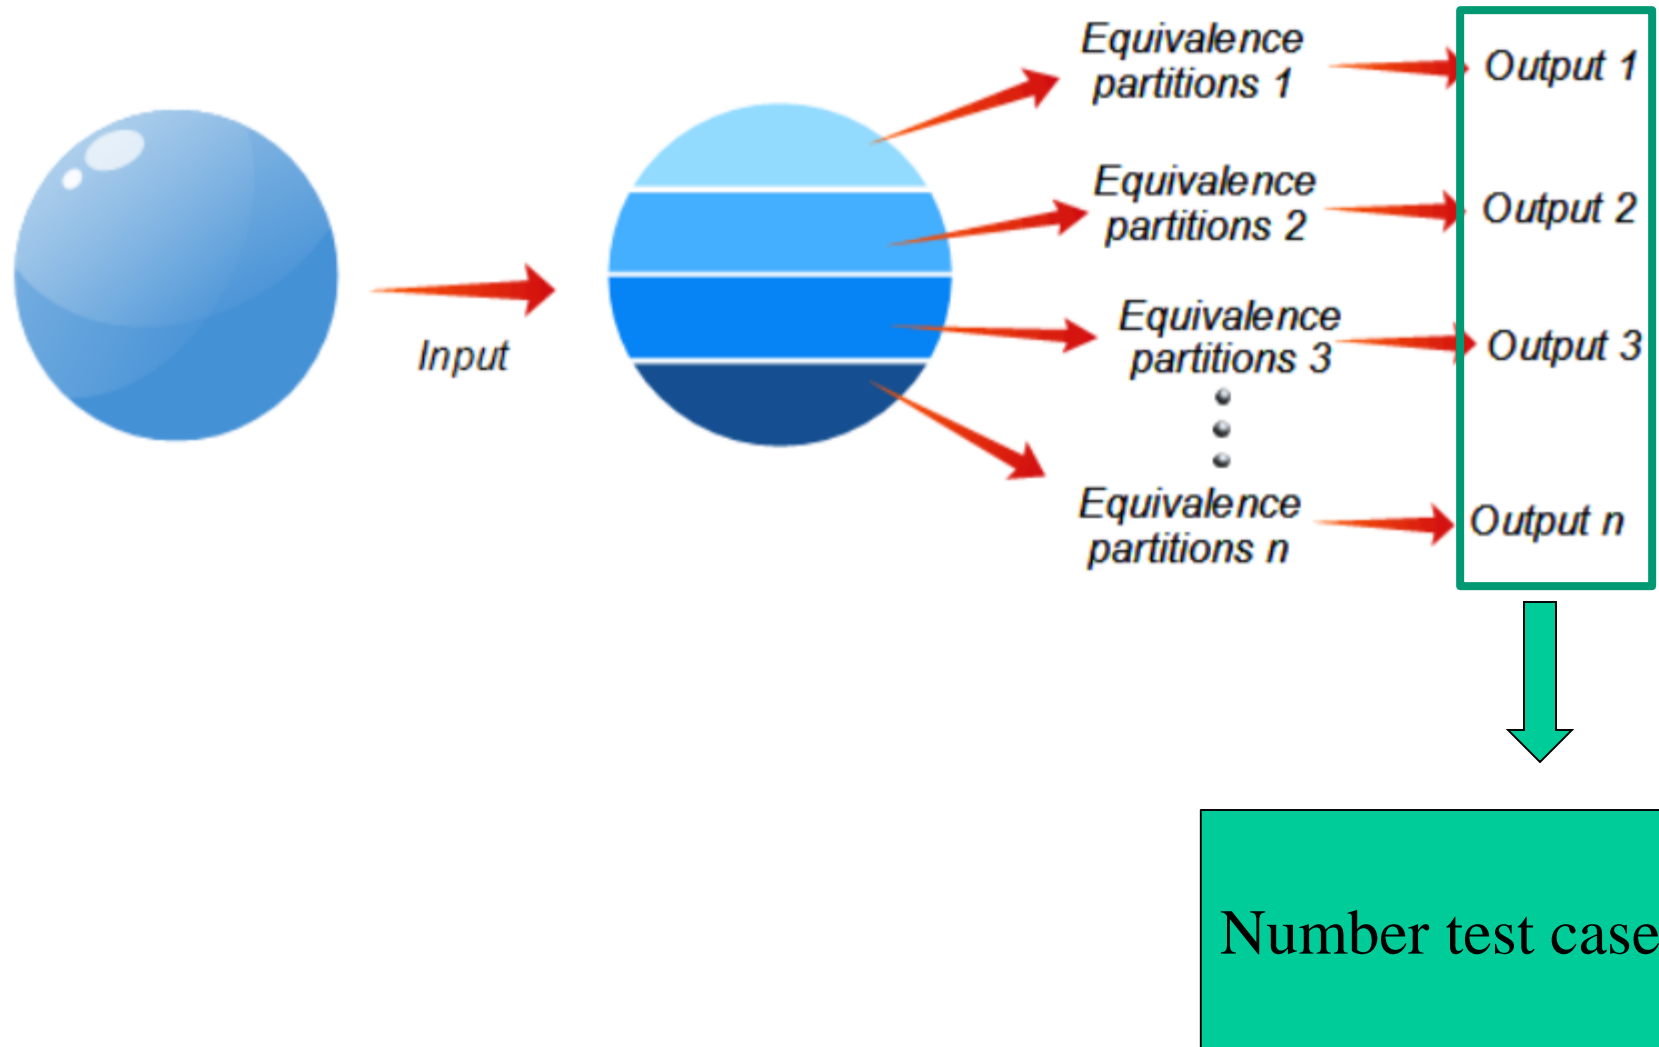 Equivalence
partitions 1
Output 1
Equivalence
partitions 2
Output 2
Input
Equivalence
partitions 3
Output 3
Equivalence
partitions n
Output n
Number test case